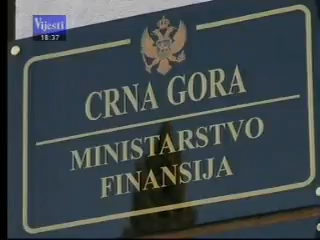 Vijesti
18:37
CRNA GORA
MINISTARSTVO
FINANSIJA